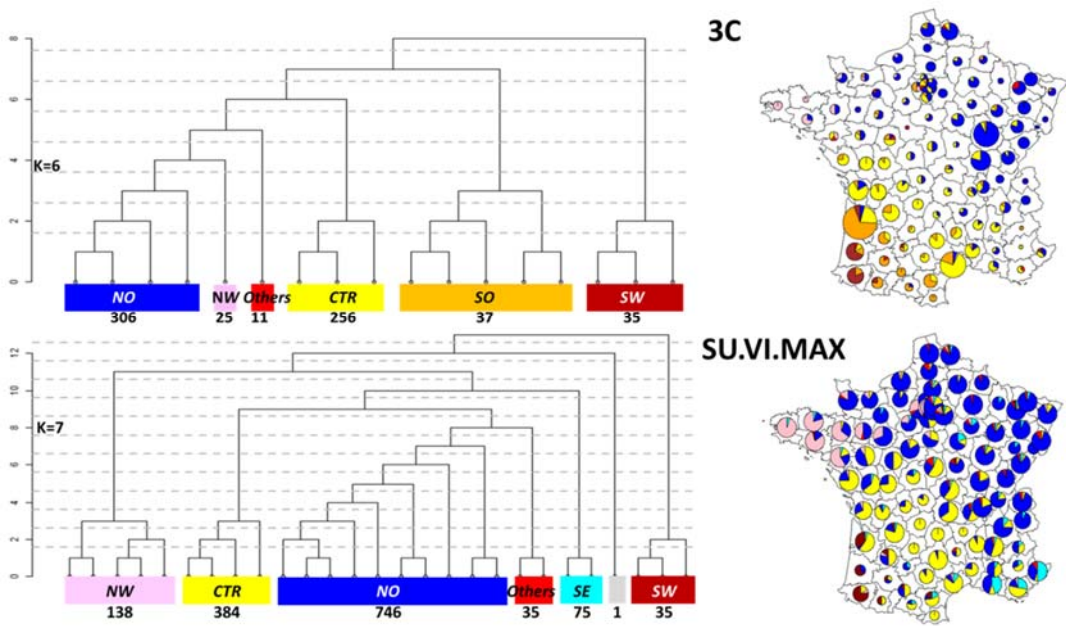 3C
8
6
4
2
0
K=6
NO NW Others CTR SO SW
306 25 11 256 37 35
SU.VI.MAX
12
10
8
6
4
2
0
K=7
NW CTR NO Others SE SW
138 384 746 35 75 1 35